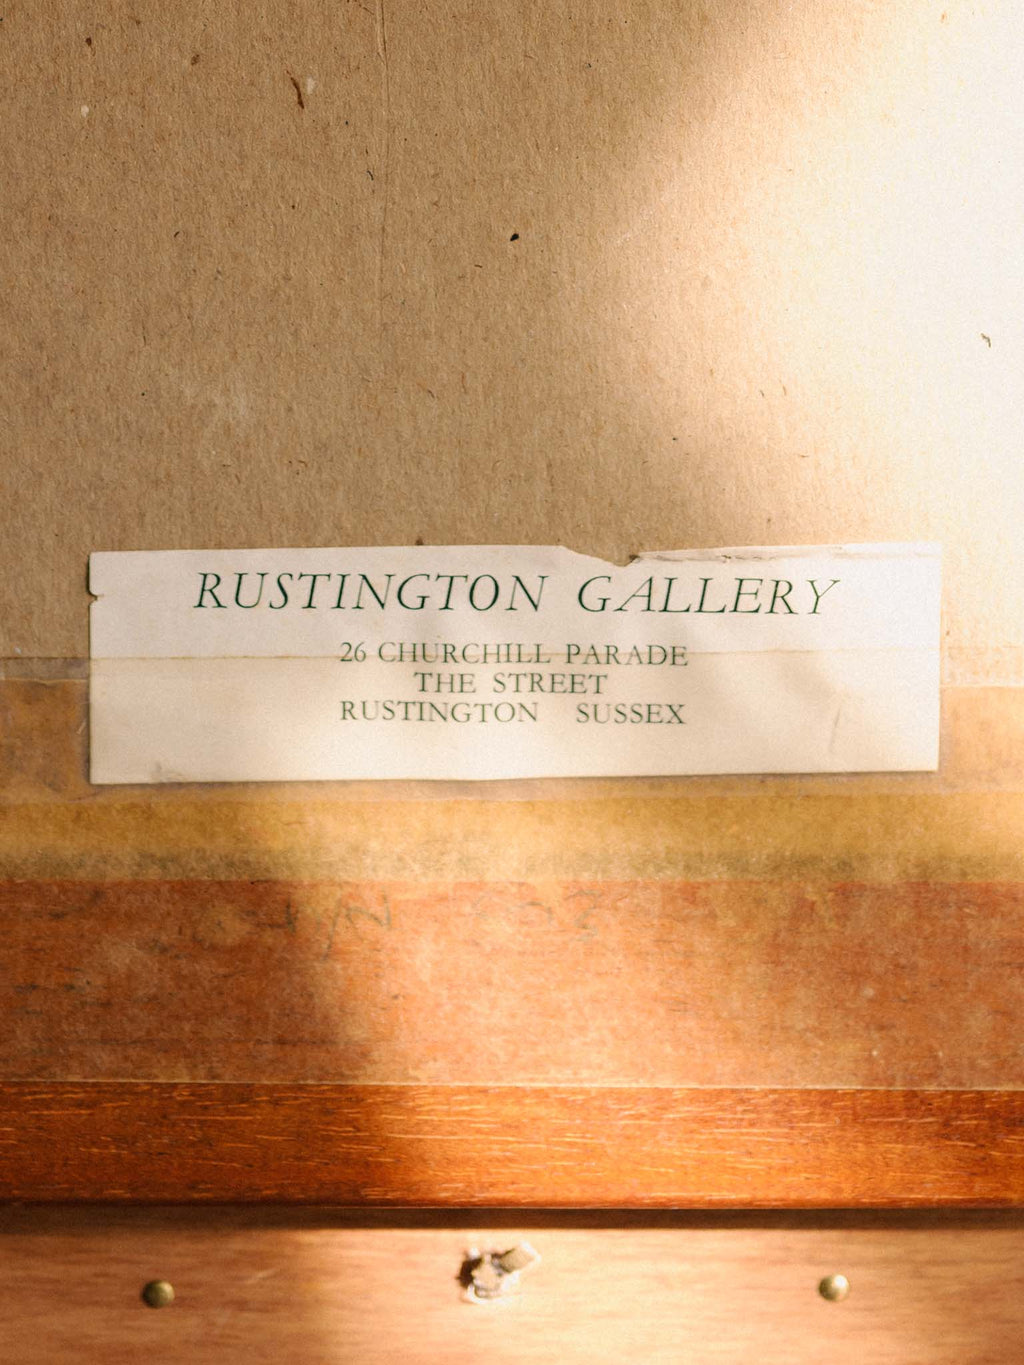 RUSTINGTON GALLERY
26 CHURCHILL PARADE
THE STREET
RUSTINGTON SUSSEX